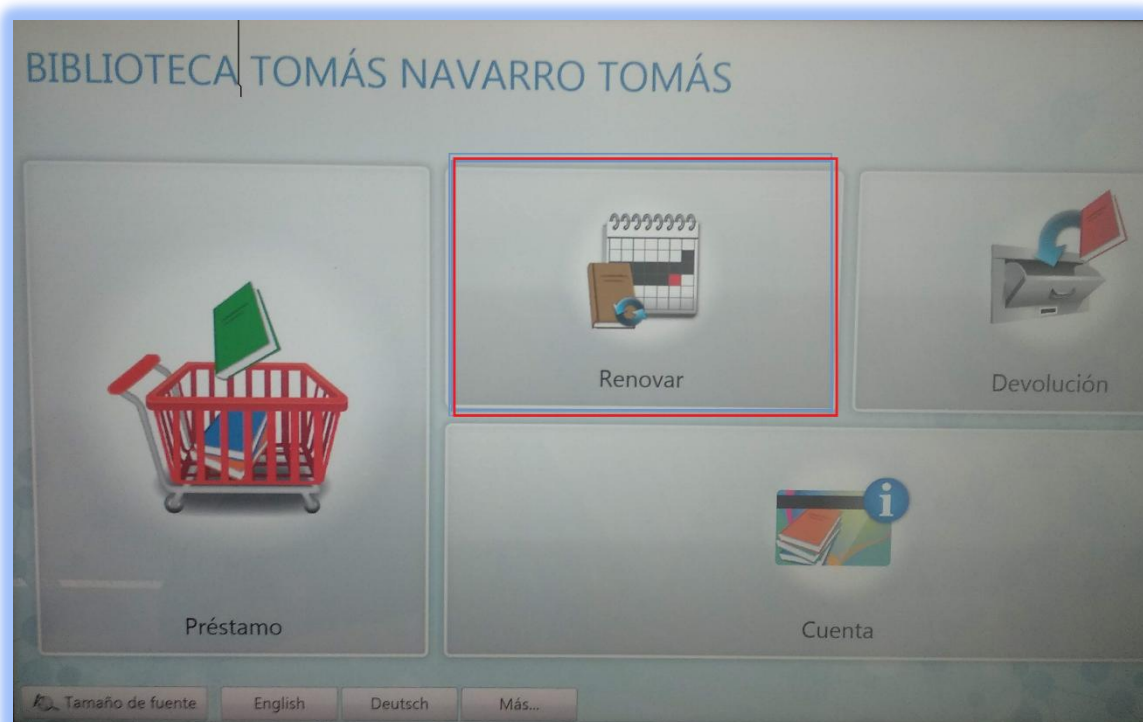 BIBLIOTECA TOMÁS NAVARRO TOMÁS
Renovar
Devolución
Préstamo
Cuenta
Tamaño de fuente
English
Deutsch
Más...